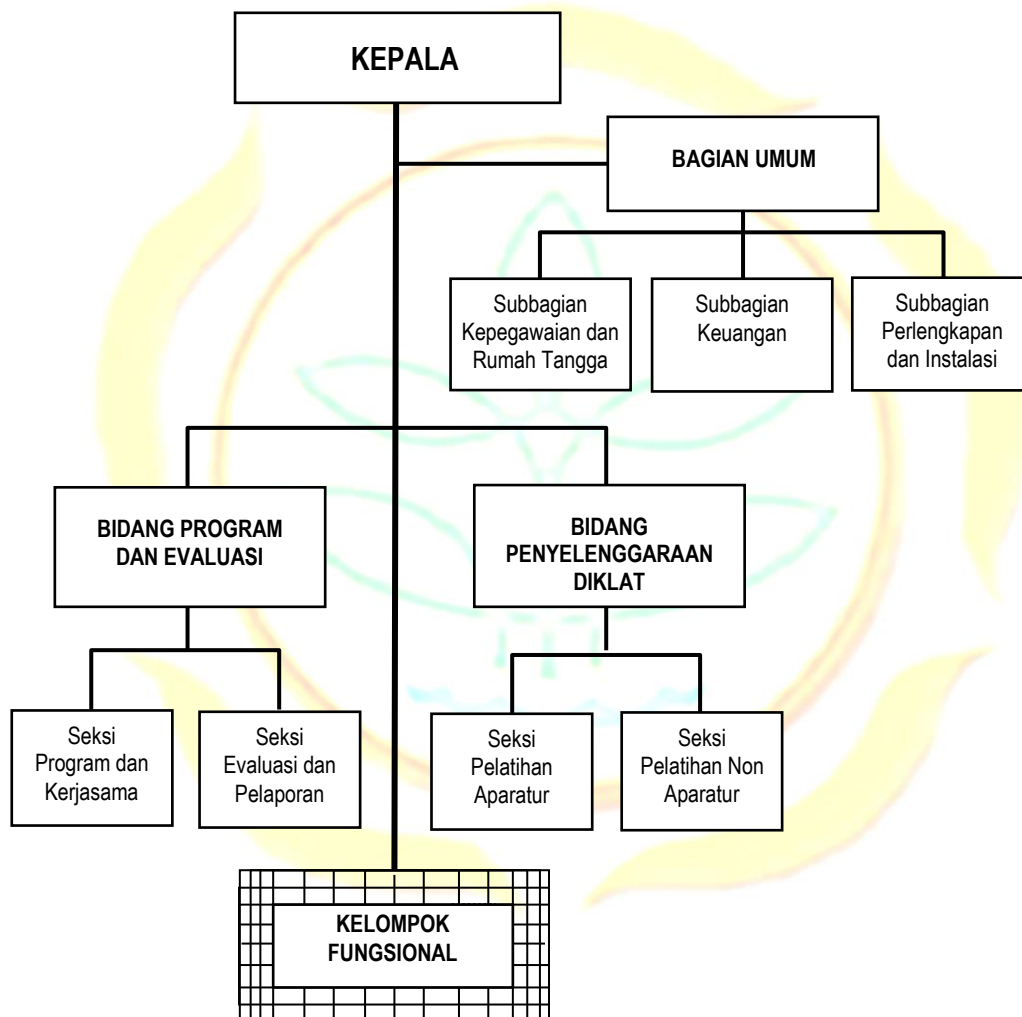 KEPALA
BAGIAN UMUM
Subbagian
Kepegawaian dan
Rumah Tangga
Subbagian
Keuangan
Subbagian
Perlengkapan
dan Instalasi
BIDANG PROGRAM
DAN EVALUASI
BIDANG
PENYELENGGARAAN
DIKLAT
Seksi
Program dan
Kerjasama
Seksi
Evaluasi dan
Pelaporan
Seksi
Pelatihan
Aparatur
Seksi
Pelatihan Non
Aparatur
KELOMPOK
FUNGSIONAL